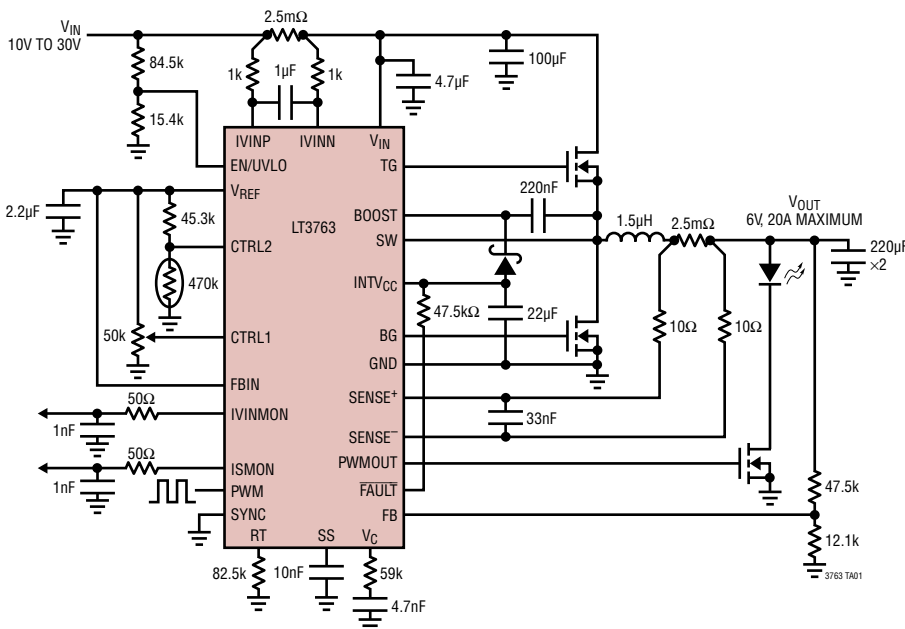 VIN
10V TO 30V
2.5mΩ
84.5k
1k
1µF
1k
4.7µF
100µF
15.4k
IVINP
IVINN
VIN
EN/UVLO
TG
VREF
2.2µF
45.3k
LT3763
BOOST
220nF
VOUT
6V, 20A MAXIMUM
1.5µH
2.5mΩ
CTRL2
SW
220µF
×2
470k
INTVCC
47.5kΩ
22µF
50k
CTRL1
BG
10Ω
10Ω
GND
FBIN
SENSE+
50Ω
IVINMON
33nF
1nF
SENSE–
50Ω
ISMON
PWMOUT
1nF
PWM
FAULT
47.5k
SYNC
FB
RT
SS
VC
12.1k
82.5k
10nF
59k
3763 TA01
4.7nF